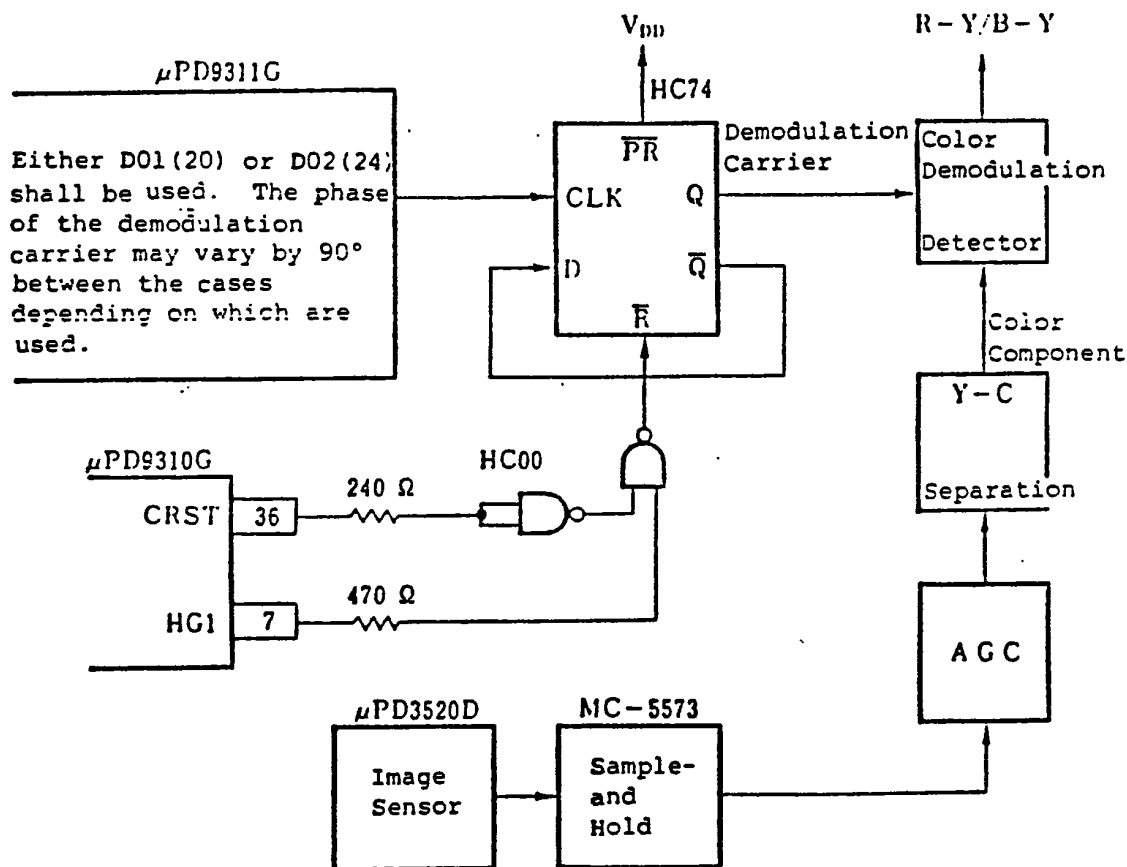 V_DD
R-Y/B-Y
μPD9311G
HC74
Either DO1(20) or DO2(24)
shall be used. The phase
of the demodulation
carrier may vary by 90°
between the cases
depending on which are
used.
P̅R̅
CLK
Q
D
Q̅
R̅
Demodulation
Carrier
Color
Demodulation
Detector
Color
Component
Y-C
Separation
μPD9310G
HC00
CRST
36
240 Ω
HG1
7
470 Ω
AGC
μPD3520D
MC-5573
Image
Sensor
Sample-
and
Hold